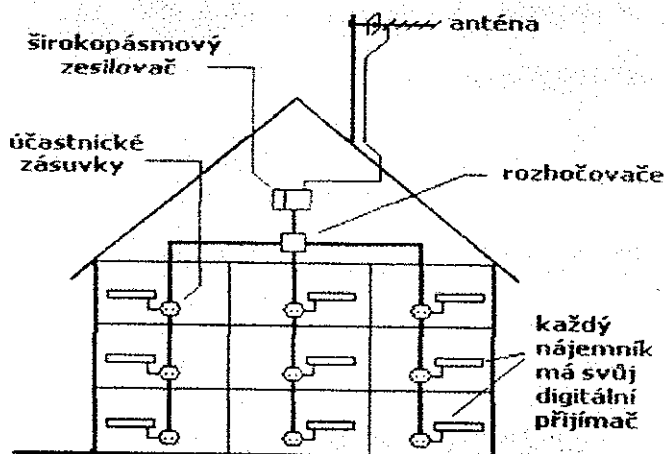 anténa
širokopásmový
zesilovač
účastnické
zásuvky
rozbočovače
každý
nájemník
má svůj
digitální
přijímač